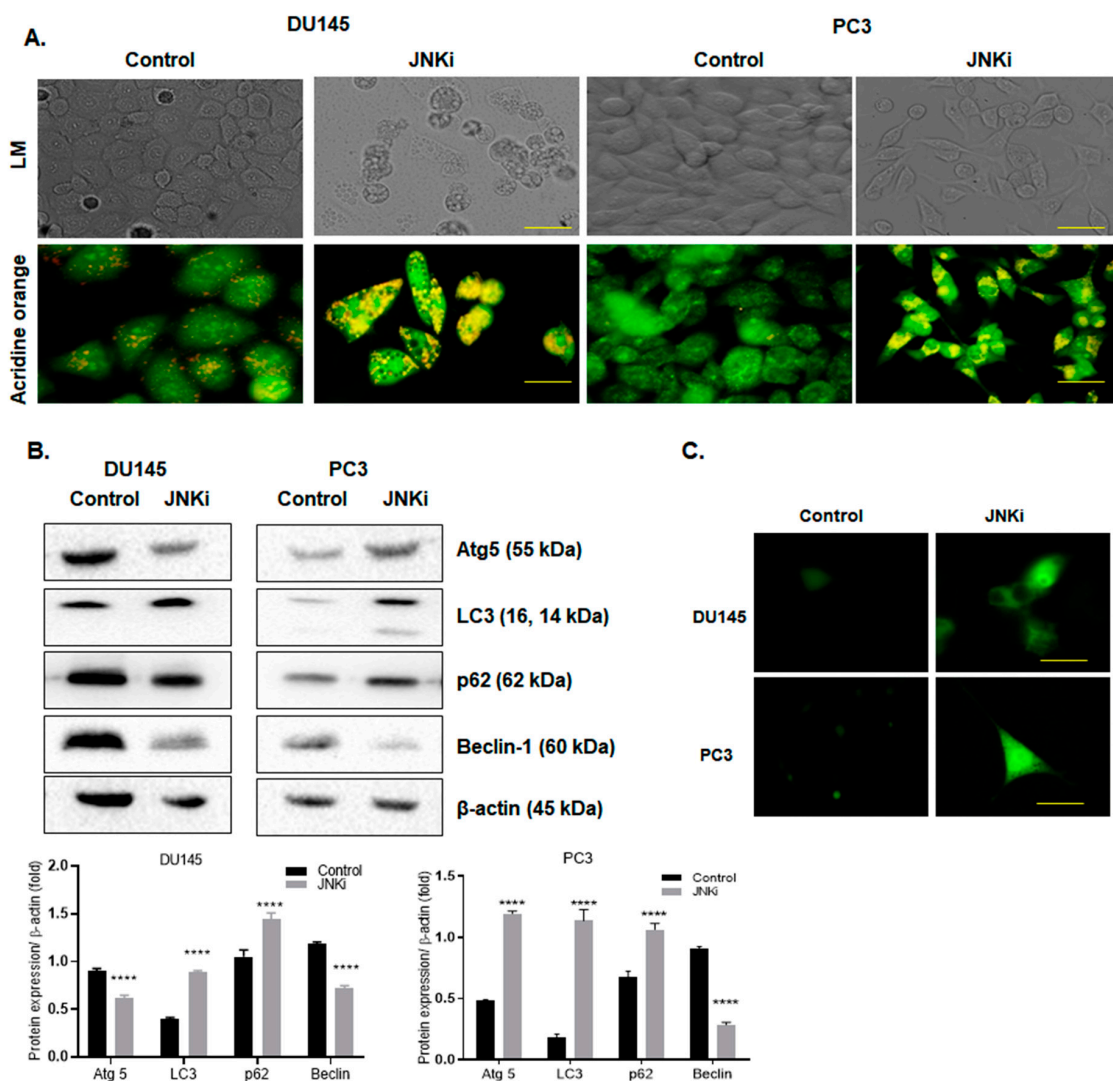 A.
DU145 PC3
Control JNKi Control JNKi
LM
Acridine orange
B.
DU145 PC3
Control JNKi Control JNKi
Atg5 (55 kDa)
LC3 (16, 14 kDa)
p62 (62 kDa)
Beclin-1 (60 kDa)
β-actin (45 kDa)
C.
Control JNKi
DU145
PC3
DU145
Protein expression/ β-actin (fold)
2.0
1.5
1.0
0.5
0.0
Control
JNKi
**** **** **** ****
Atg 5 LC3 p62 Beclin
PC3
Protein expression/ β-actin (fold)
1.5
1.0
0.5
0.0
Control
JNKi
**** **** **** ****
Atg 5 LC3 p62 Beclin